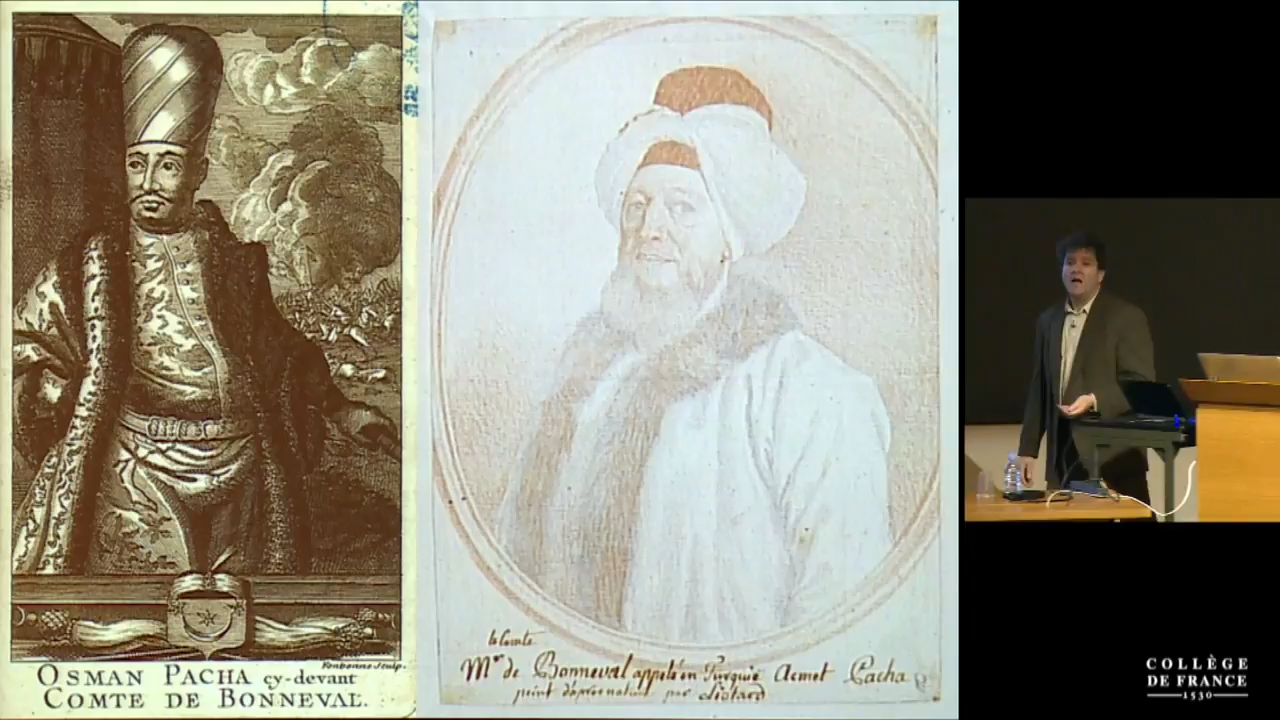 Fonbonne Sculp.
OSMAN PACHA cy-devant
COMTE DE BONNEVAL.
le Comte
Mr de Bonneval appelé en Turquie Acmet Pacha
peint d'après nature par Liotard
COLLÈGE
DE FRANCE
1530